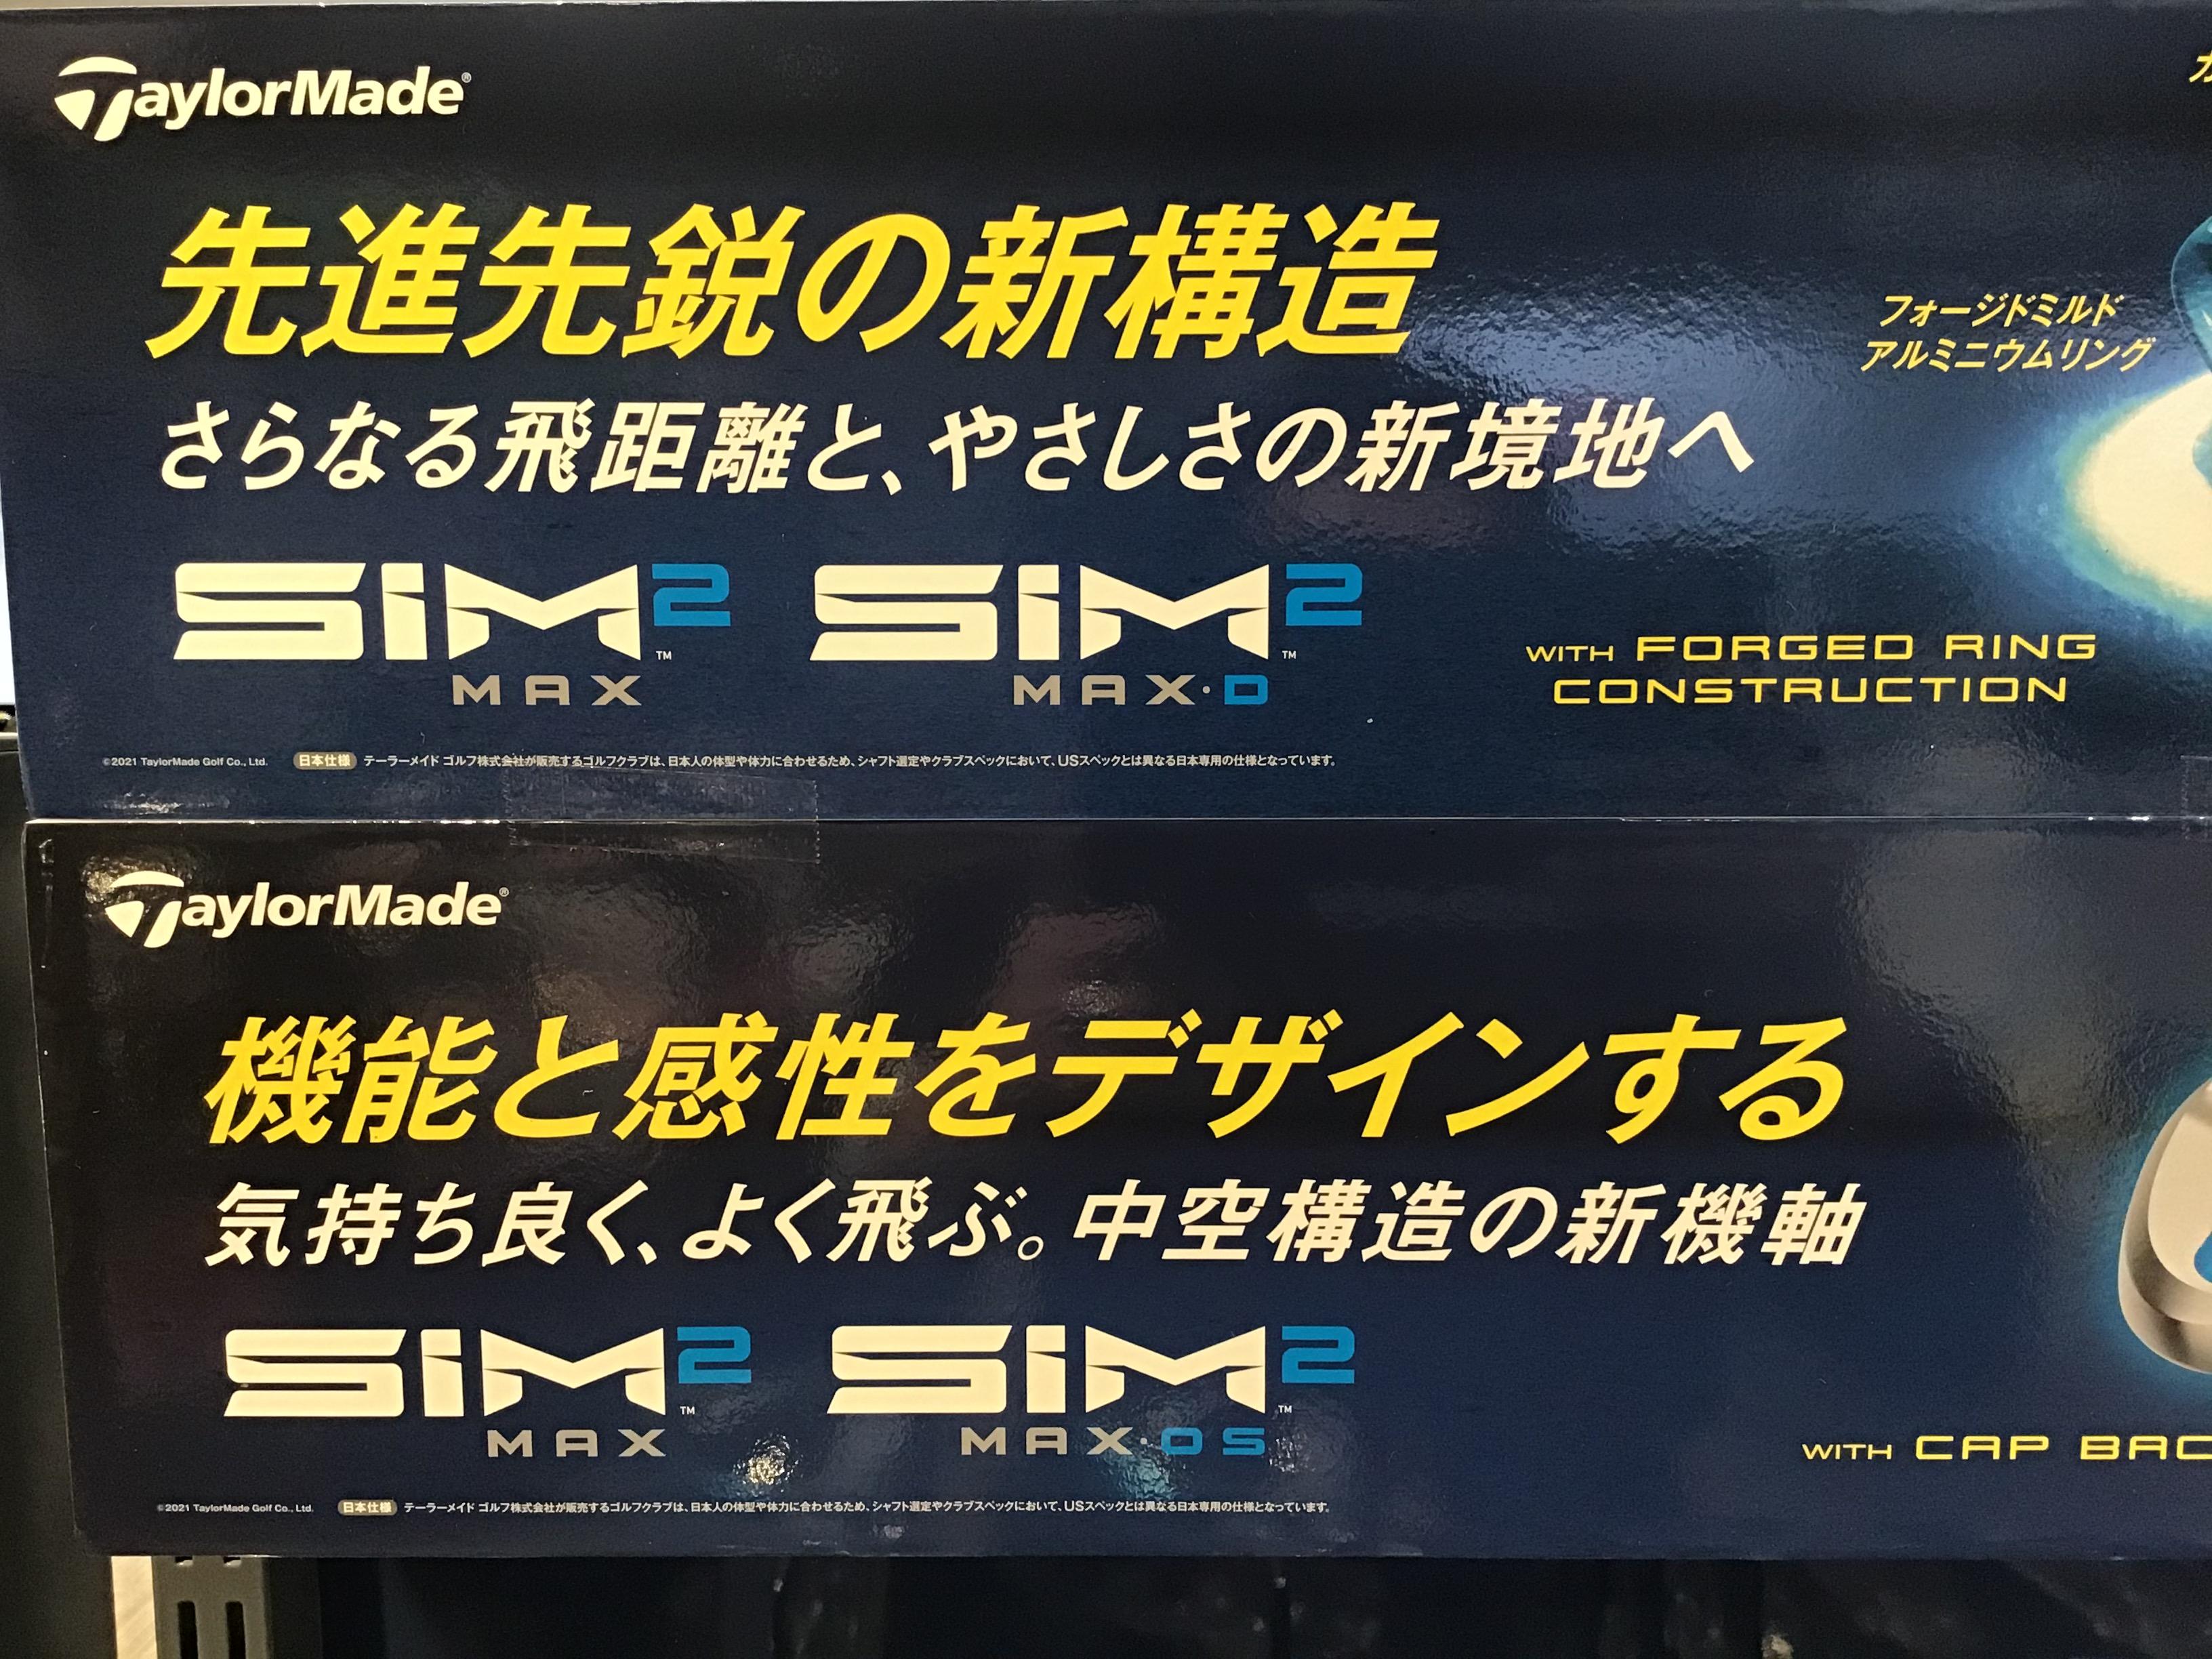 TaylorMade®
先進先鋭の新構造
さらなる飛距離と、やさしさの新境地へ
フォージドミルド
アルミニウムリング
SIM2™ MAX
SIM2™ MAX·D
WITH FORGED RING
CONSTRUCTION
©2021 TaylorMade Golf Co., Ltd. 日本仕様 テーラーメイド ゴルフ株式会社が販売するゴルフクラブは、日本人の体型や体力に合わせるため、シャフト選定やクラブスペックにおいて、USスペックとは異なる日本専用の仕様となっています。
TaylorMade®
機能と感性をデザインする
気持ち良く、よく飛ぶ。中空構造の新機軸
SIM2™ MAX
SIM2™ MAX·OS
WITH CAP BAC
©2021 TaylorMade Golf Co., Ltd. 日本仕様 テーラーメイド ゴルフ株式会社が販売するゴルフクラブは、日本人の体型や体力に合わせるため、シャフト選定やクラブスペックにおいて、USスペックとは異なる日本専用の仕様となっています。